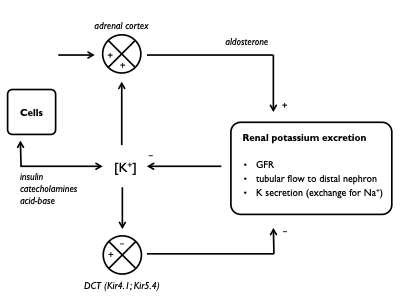 adrenal cortex
aldosterone
+
+
+
Cells
Renal potassium excretion
• GFR
• tubular flow to distal nephron
• K secretion (exchange for Na⁺)
[K⁺]
–
insulin
catecholamines
acid-base
–
+
–
DCT (Kir4.1; Kir5.4)